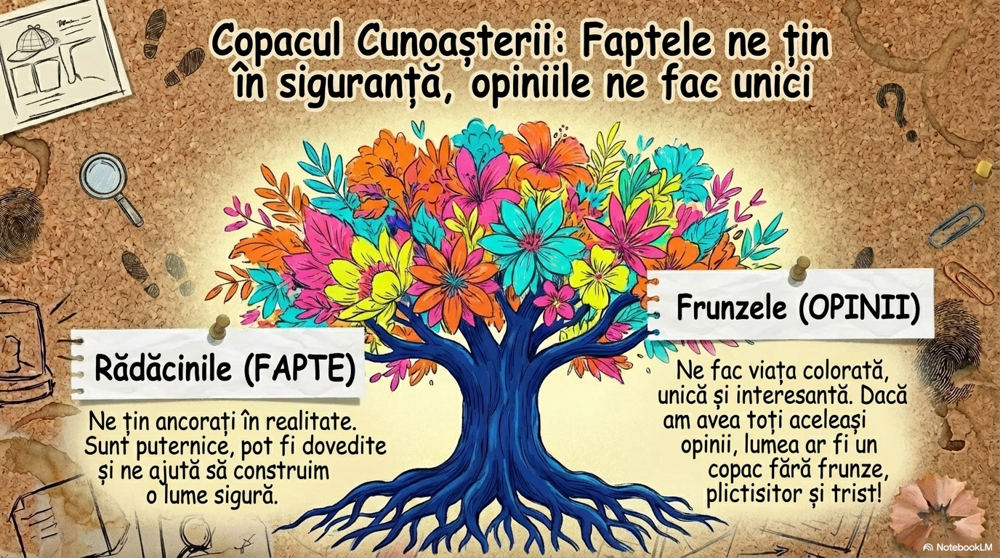 Copacul Cunoașterii: Faptele ne țin
în siguranță, opiniile ne fac unici
Rădăcinile (FAPTE)
Ne țin ancorați în realitate.
Sunt puternice, pot fi dovedite
și ne ajută să construim
o lume sigură.
Frunzele (OPINII)
Ne fac viața colorată,
unică și interesantă. Dacă
am avea toți aceleași
opinii, lumea ar fi un
copac fără frunze,
plictisitor și trist!
NotebookLM